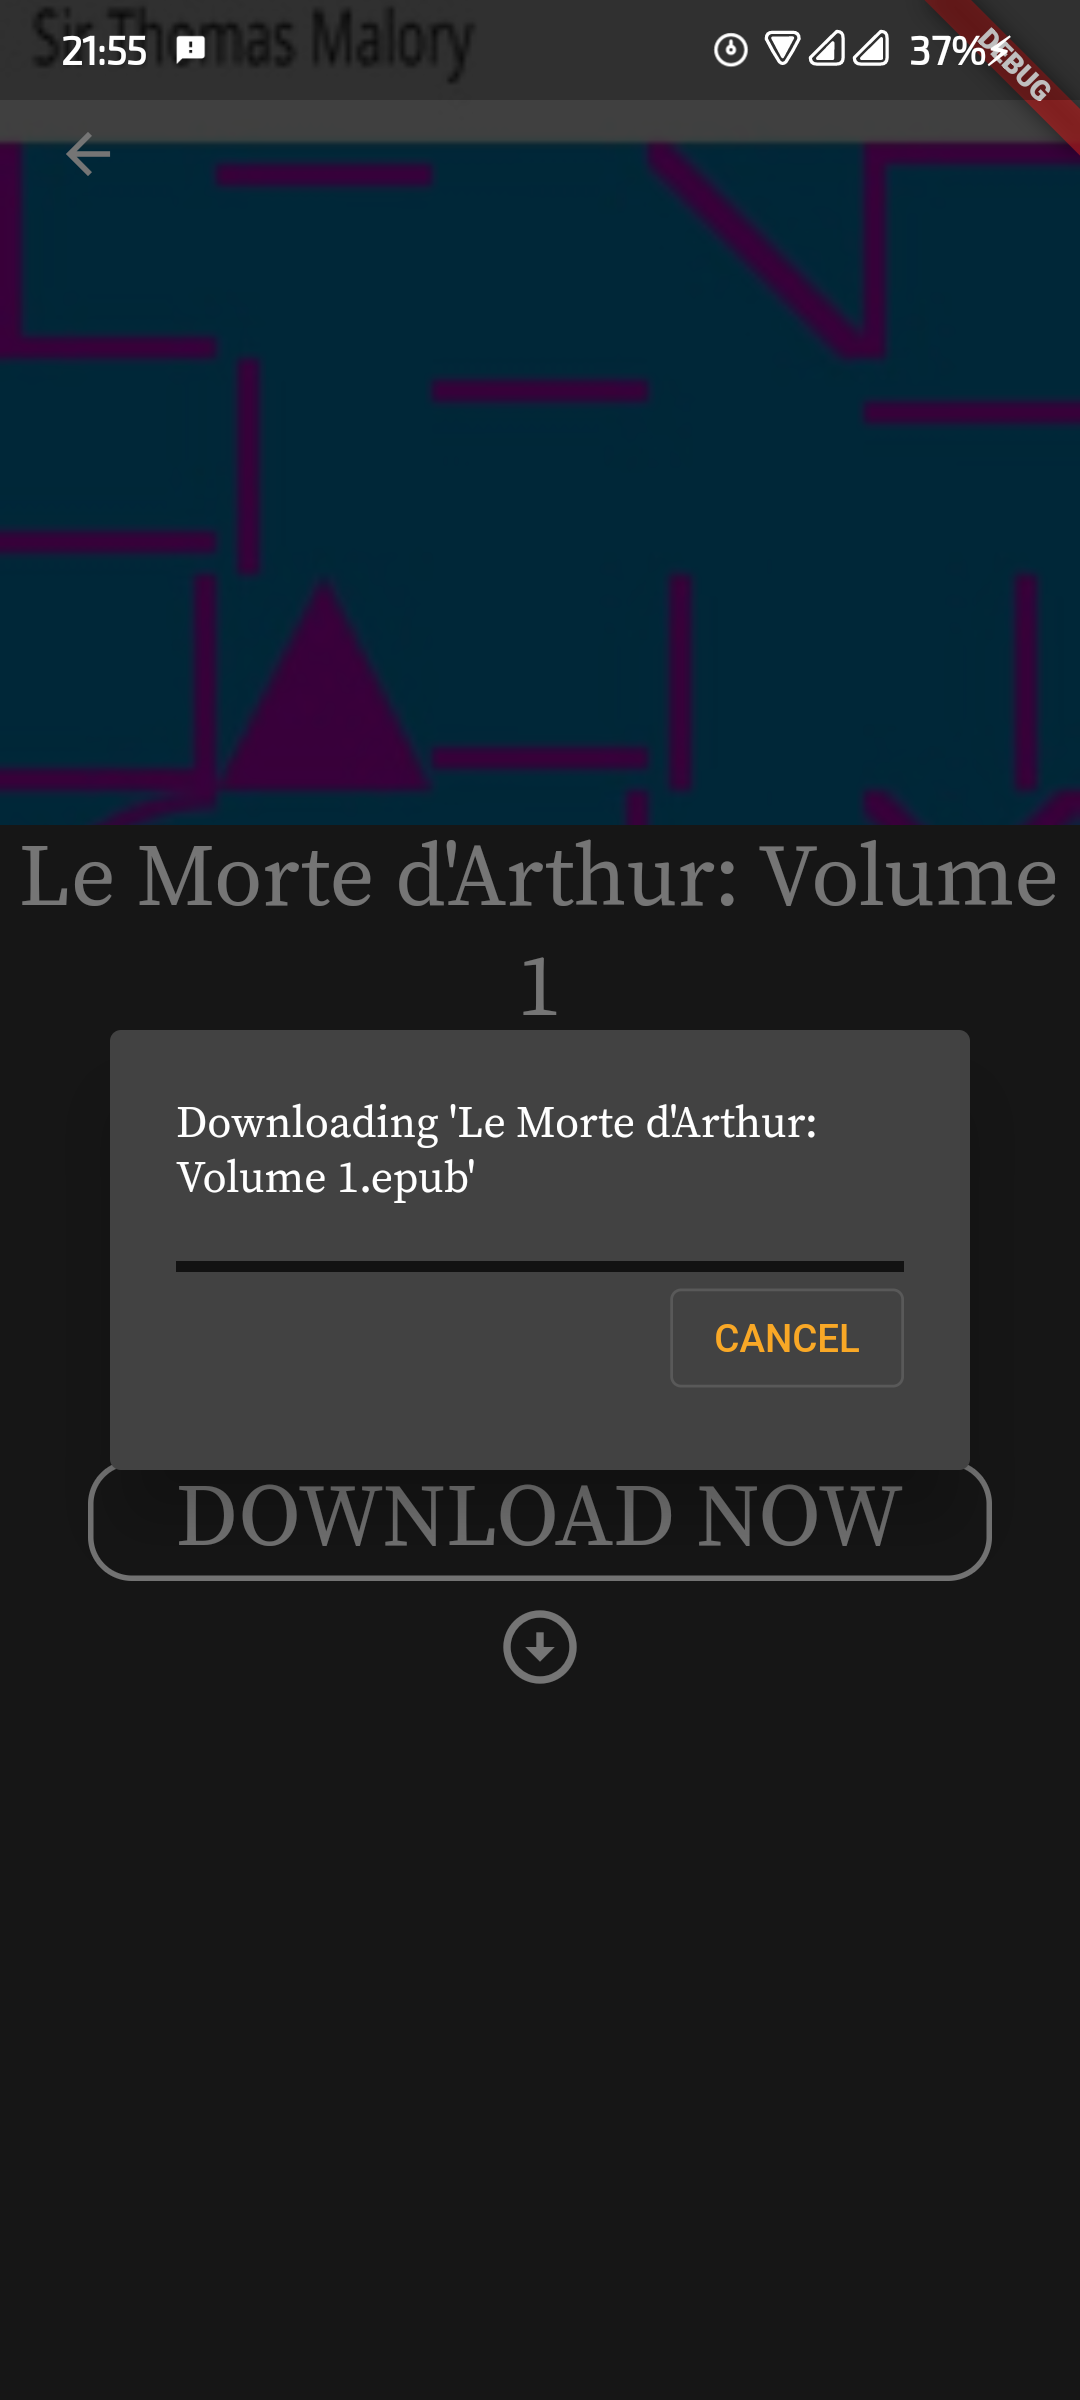 Sir Thomas Malory
21:55
37%
DEBUG
Le Morte d'Arthur: Volume
1
Downloading 'Le Morte d'Arthur:
Volume 1.epub'
CANCEL
DOWNLOAD NOW